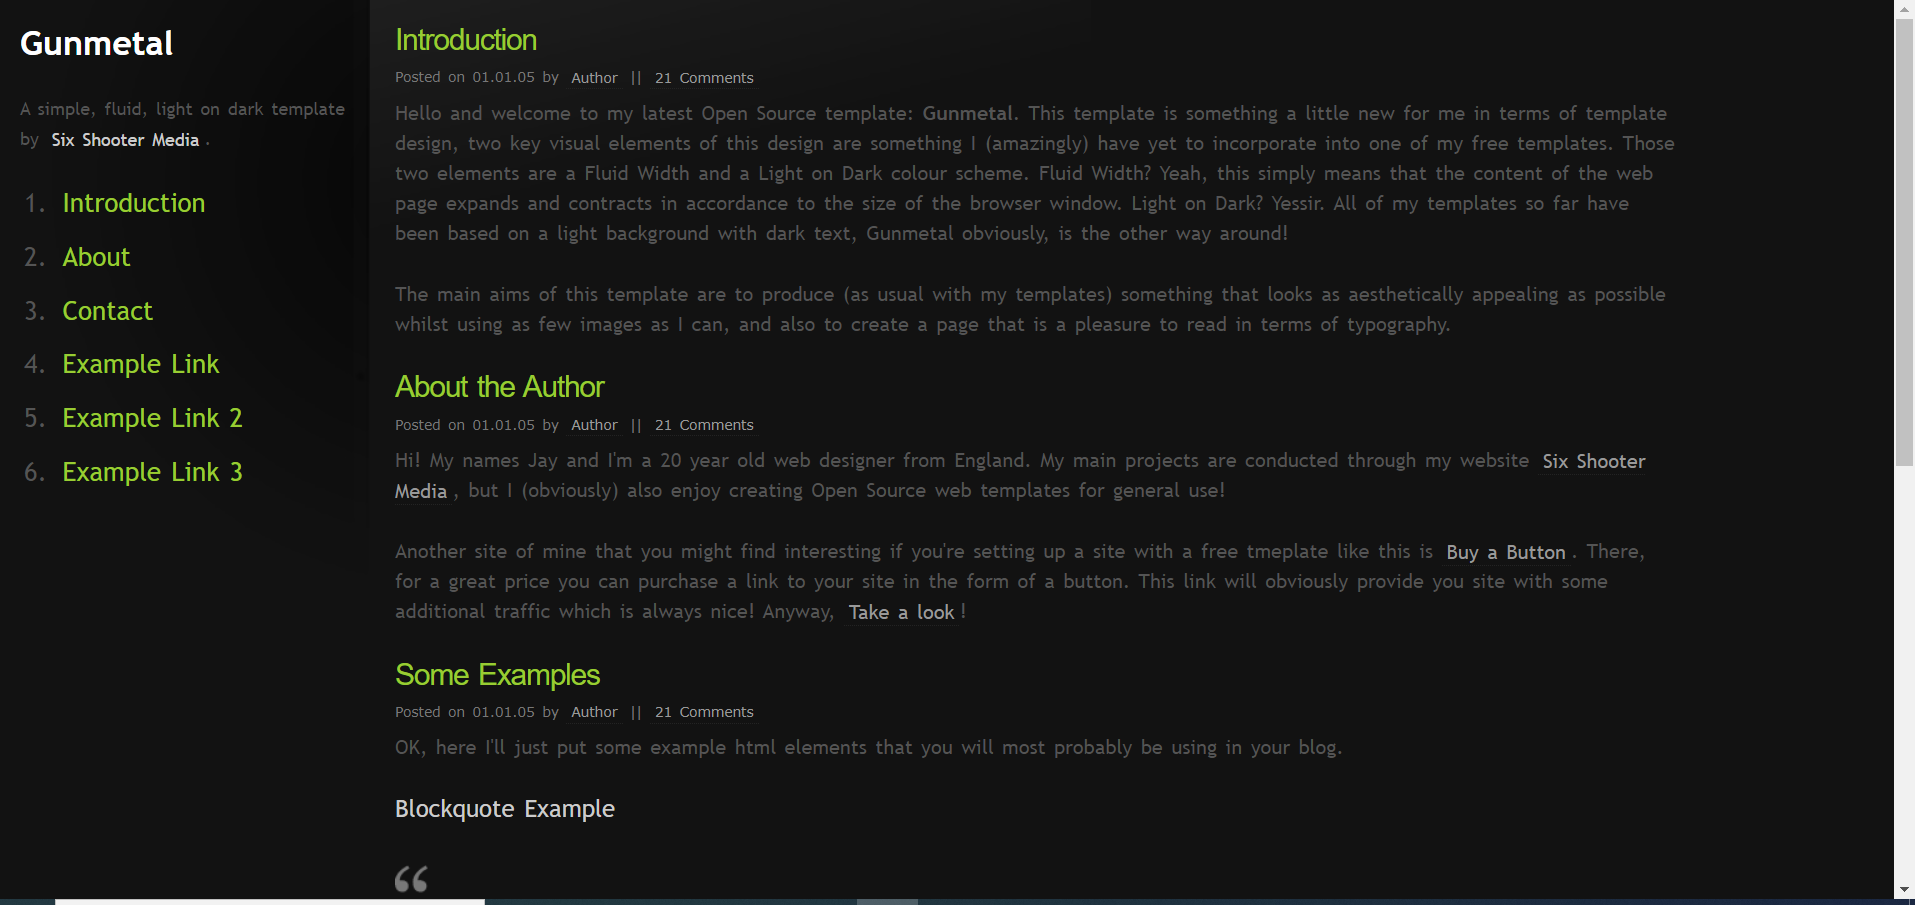 Gunmetal
A simple, fluid, light on dark template
by Six Shooter Media .
1. Introduction
2. About
3. Contact
4. Example Link
5. Example Link 2
6. Example Link 3
Introduction
Posted on 01.01.05 by Author || 21 Comments
Hello and welcome to my latest Open Source template: Gunmetal. This template is something a little new for me in terms of template
design, two key visual elements of this design are something I (amazingly) have yet to incorporate into one of my free templates. Those
two elements are a Fluid Width and a Light on Dark colour scheme. Fluid Width? Yeah, this simply means that the content of the web
page expands and contracts in accordance to the size of the browser window. Light on Dark? Yessir. All of my templates so far have
been based on a light background with dark text, Gunmetal obviously, is the other way around!
The main aims of this template are to produce (as usual with my templates) something that looks as aesthetically appealing as possible
whilst using as few images as I can, and also to create a page that is a pleasure to read in terms of typography.
About the Author
Posted on 01.01.05 by Author || 21 Comments
Hi! My names Jay and I'm a 20 year old web designer from England. My main projects are conducted through my website Six Shooter
Media , but I (obviously) also enjoy creating Open Source web templates for general use!
Another site of mine that you might find interesting if you're setting up a site with a free tmeplate like this is Buy a Button . There,
for a great price you can purchase a link to your site in the form of a button. This link will obviously provide you site with some
additional traffic which is always nice! Anyway, Take a look !
Some Examples
Posted on 01.01.05 by Author || 21 Comments
OK, here I'll just put some example html elements that you will most probably be using in your blog.
Blockquote Example
“